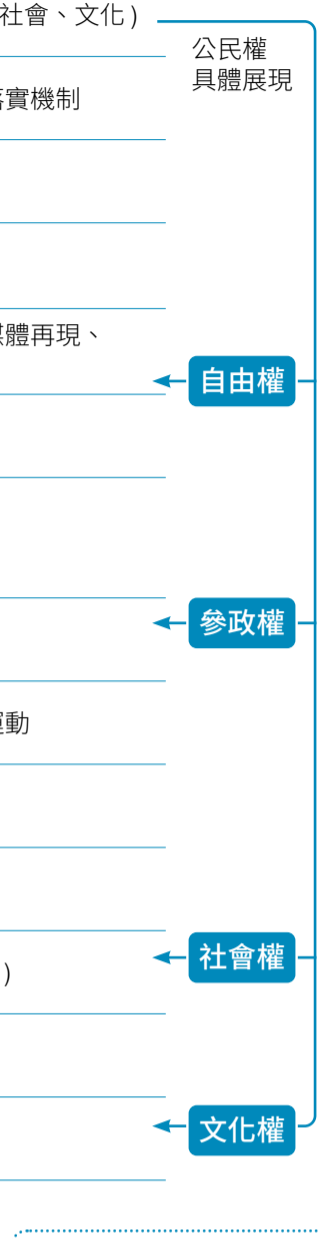 社會、文化)
公民權
具體展現
落實機制
媒體再現、
自由權
參政權
運動
社會權
)
文化權